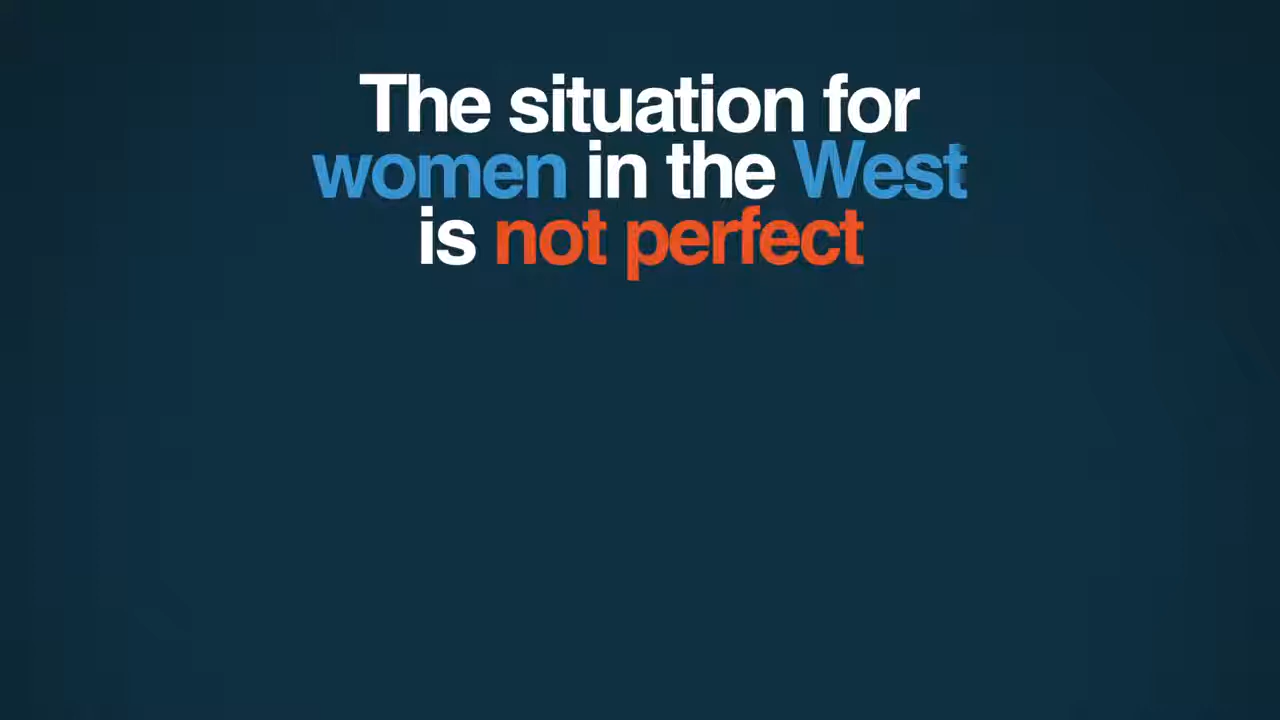 The situation for
women in the West
is not perfect